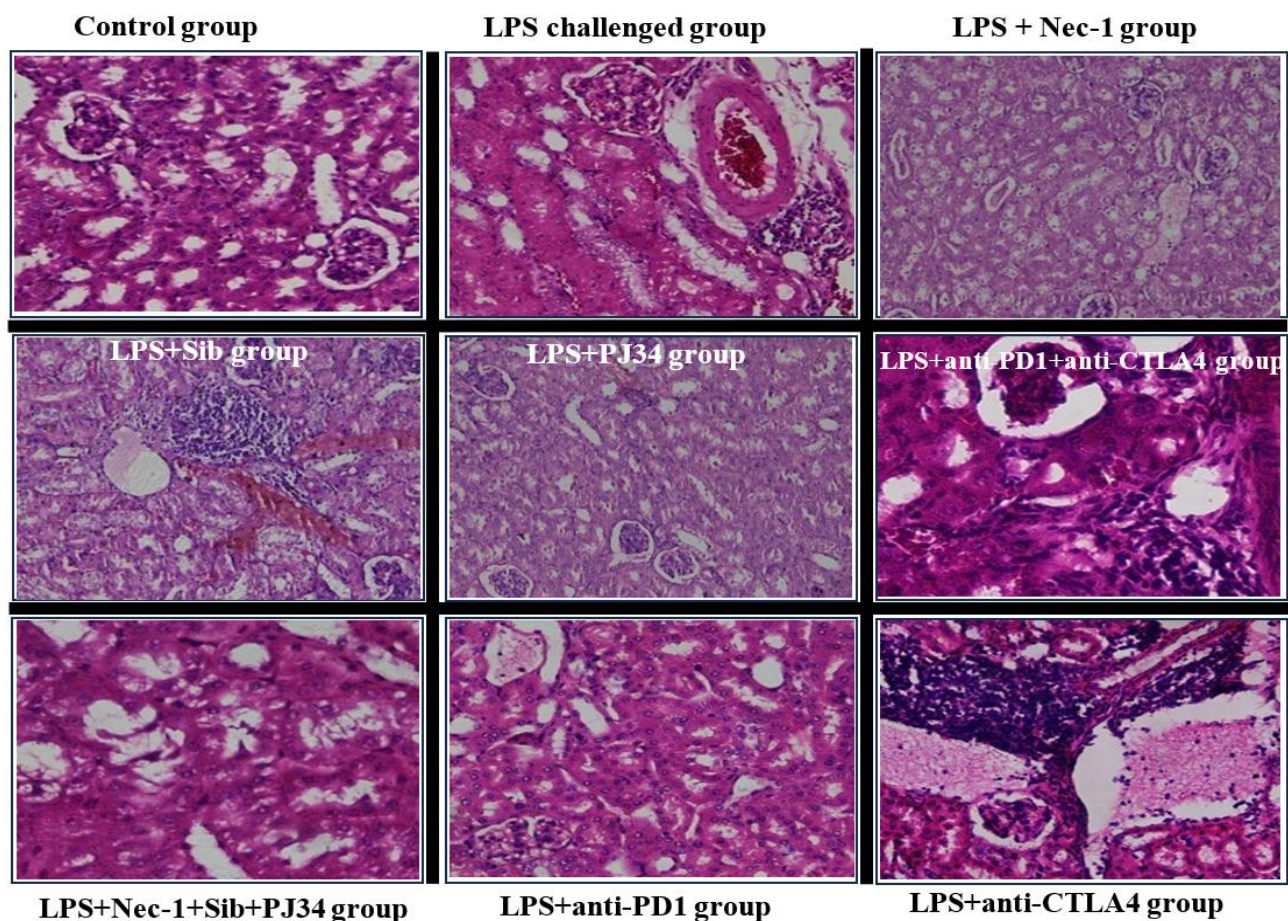 Control group
LPS challenged group
LPS + Nec-1 group
LPS+Sib group
LPS+PJ34 group
LPS+anti-PD1+anti-CTLA4 group
LPS+Nec-1+Sib+PJ34 group
LPS+anti-PD1 group
LPS+anti-CTLA4 group